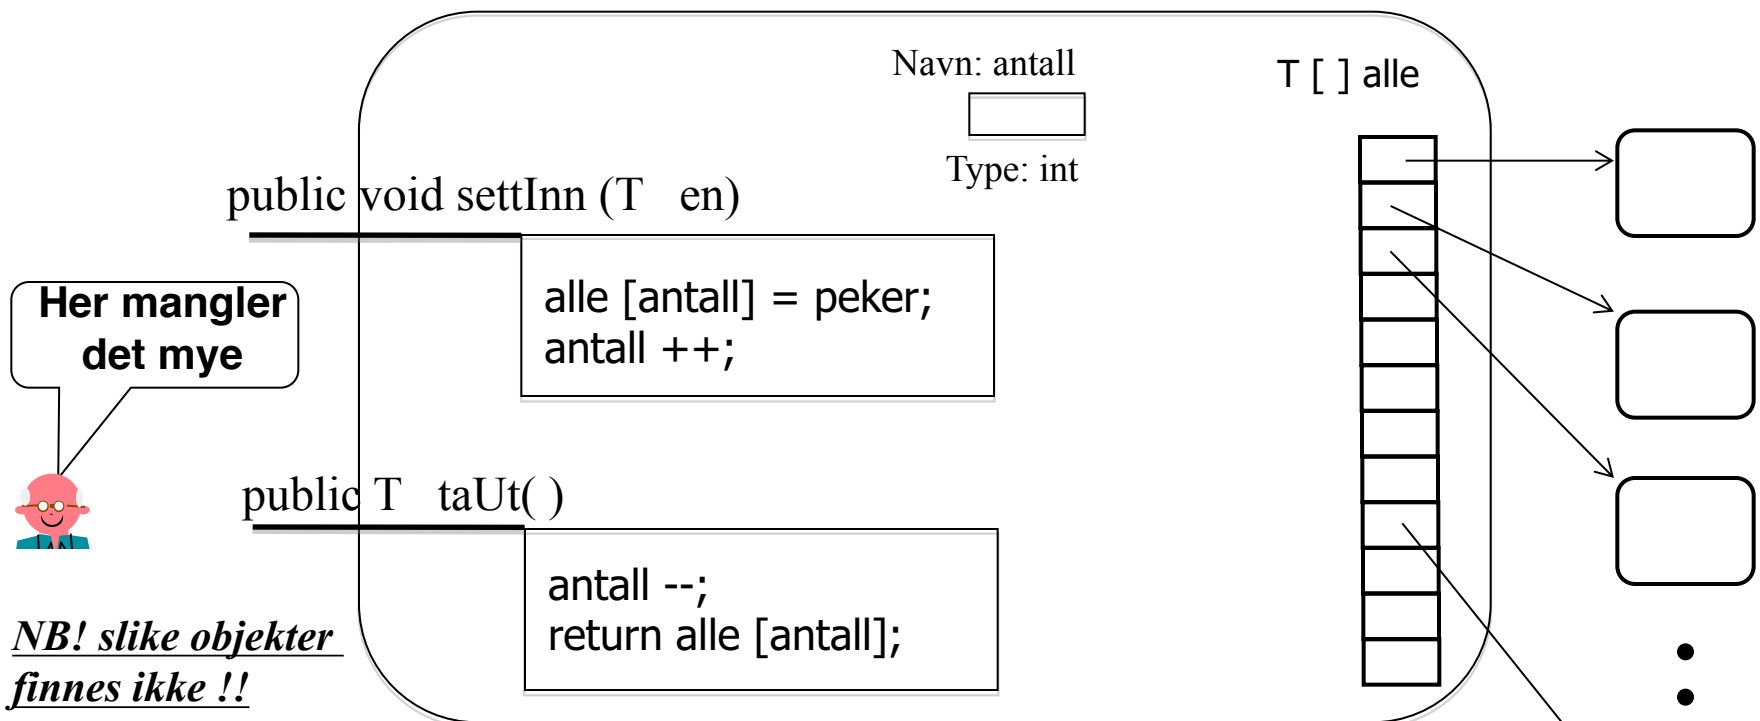 Navn: antall
T [ ] alle
Type: int
public void settInn (T   en)
alle [antall] = peker;
antall ++;
Her mangler
det mye
public T   taUt( )
antall --;
return alle [antall];
NB! slike objekter
finnes ikke !!